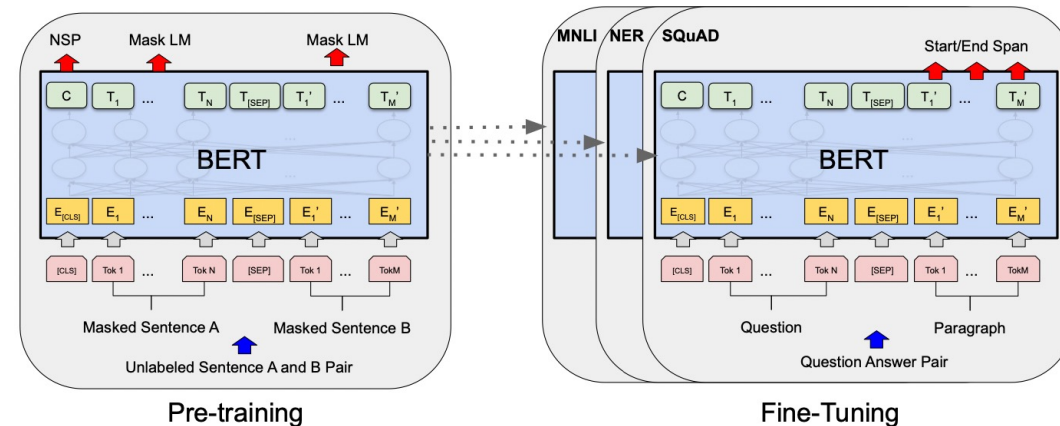 NSP Mask LM Mask LM
C T1 ... TN T[SEP] T1' ... TM'
BERT
E[CLS] E1 ... EN E[SEP] E1' ... EM'
[CLS] Tok 1 ... Tok N [SEP] Tok 1 ... TokM
Masked Sentence A Masked Sentence B
Unlabeled Sentence A and B Pair
Pre-training
MNLI NER SQuAD Start/End Span
C T1 ... TN T[SEP] T1' ... TM'
BERT
E[CLS] E1 ... EN E[SEP] E1' ... EM'
[CLS] Tok 1 ... Tok N [SEP] Tok 1 ... TokM
Question Paragraph
Question Answer Pair
Fine-Tuning